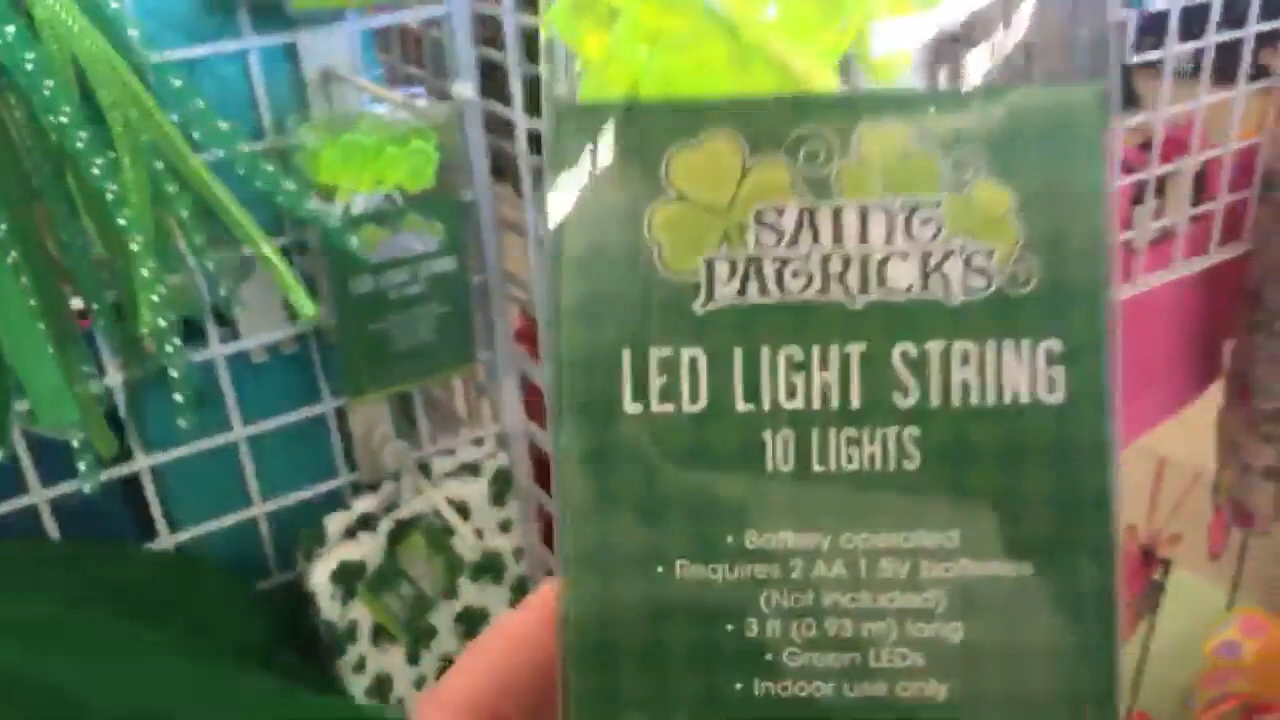 SAINT
PATRICK'S
LED LIGHT STRING
10 LIGHTS
• Battery operated
• Requires 2 AA 1.5V batteries
(Not included)
• 3 ft (0.93 m) long
• Green LEDs
• Indoor use only